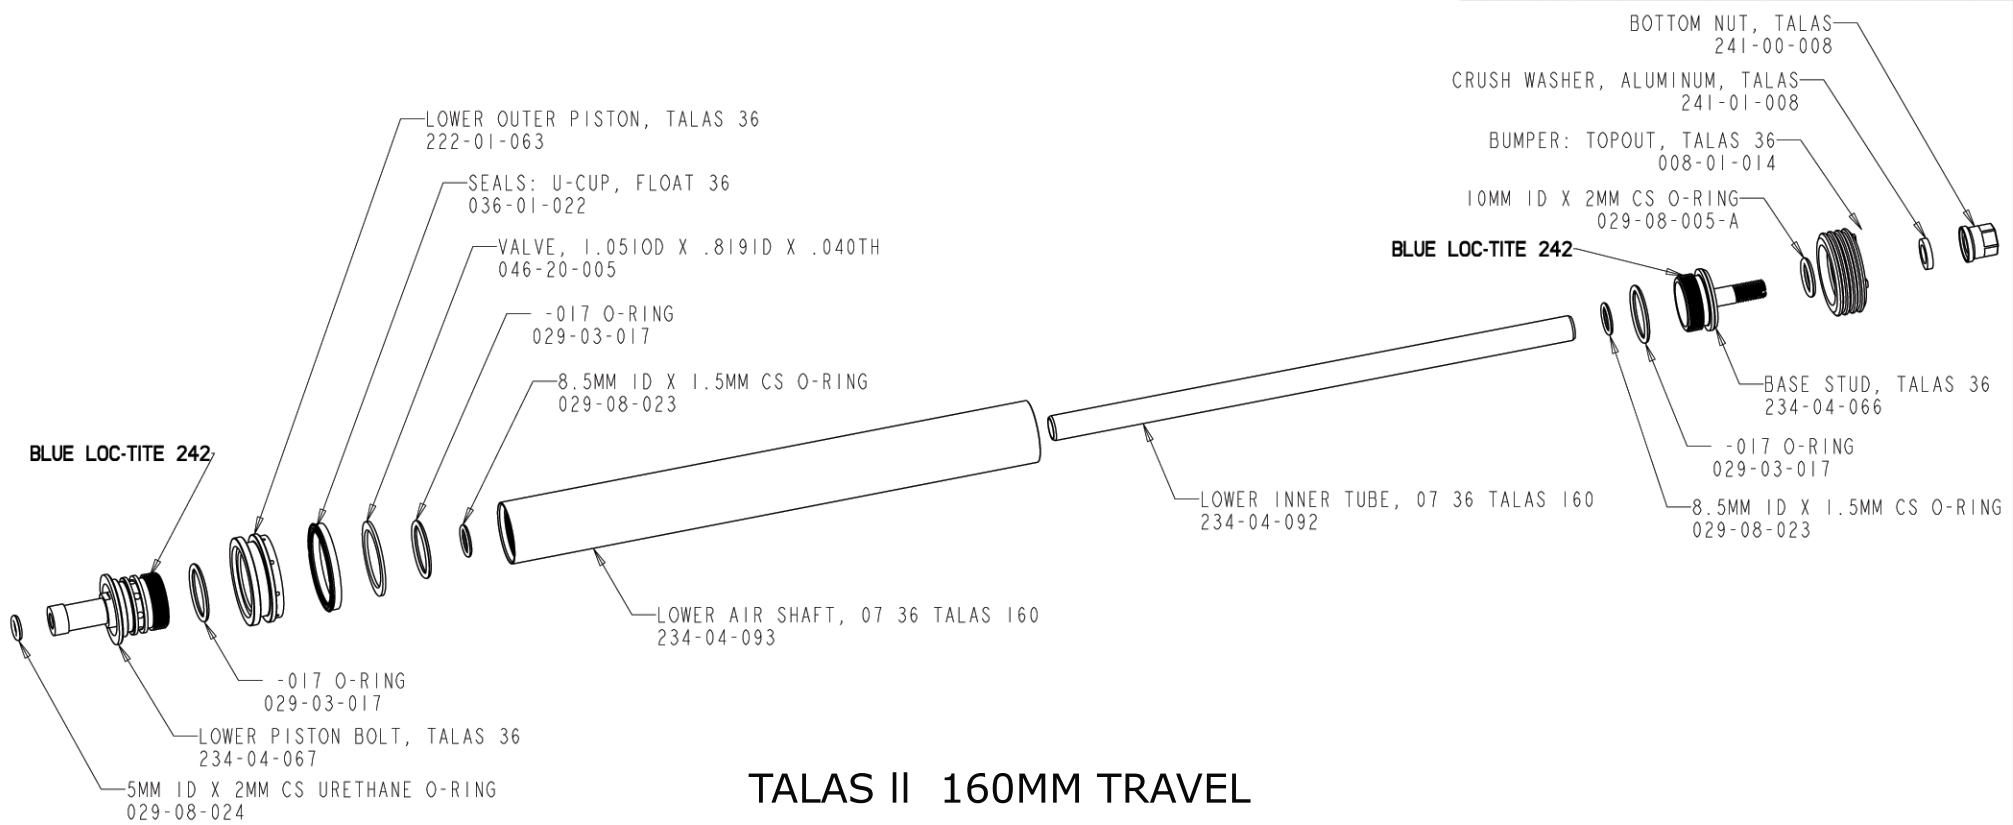 BOTTOM NUT, TALAS
241-00-008
CRUSH WASHER, ALUMINUM, TALAS
241-01-008
BUMPER: TOPOUT, TALAS 36
008-01-014
10MM ID X 2MM CS O-RING
029-08-005-A
BLUE LOC-TITE 242
LOWER OUTER PISTON, TALAS 36
222-01-063
SEALS: U-CUP, FLOAT 36
036-01-022
VALVE, 1.051OD X .819ID X .040TH
046-20-005
-017 O-RING
029-03-017
8.5MM ID X 1.5MM CS O-RING
029-08-023
BLUE LOC-TITE 242
BASE STUD, TALAS 36
234-04-066
-017 O-RING
029-03-017
8.5MM ID X 1.5MM CS O-RING
029-08-023
LOWER INNER TUBE, 07 36 TALAS 160
234-04-092
LOWER AIR SHAFT, 07 36 TALAS 160
234-04-093
-017 O-RING
029-03-017
LOWER PISTON BOLT, TALAS 36
234-04-067
5MM ID X 2MM CS URETHANE O-RING
029-08-024
TALAS ll 160MM TRAVEL